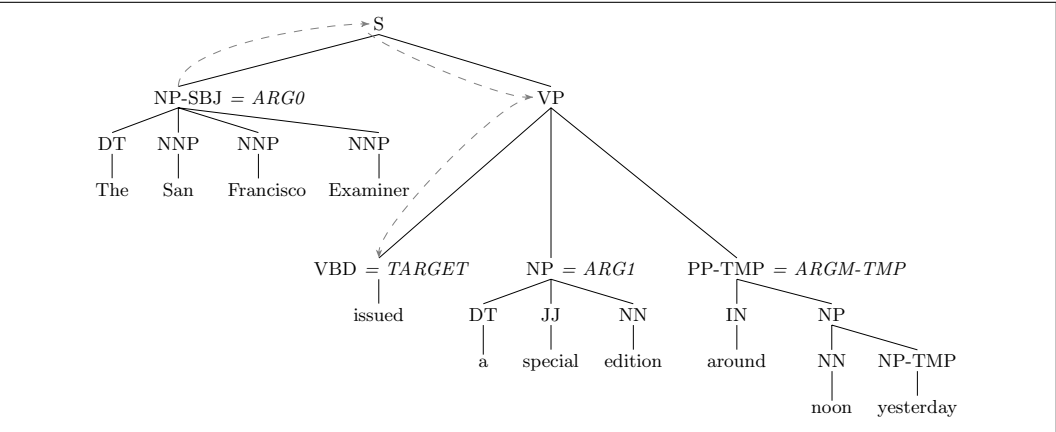 S
NP-SBJ = ARG0 VP
DT NNP NNP NNP
The San Francisco Examiner
VBD = TARGET NP = ARG1 PP-TMP = ARGM-TMP
issued DT JJ NN IN NP
a special edition around NN NP-TMP
noon yesterday